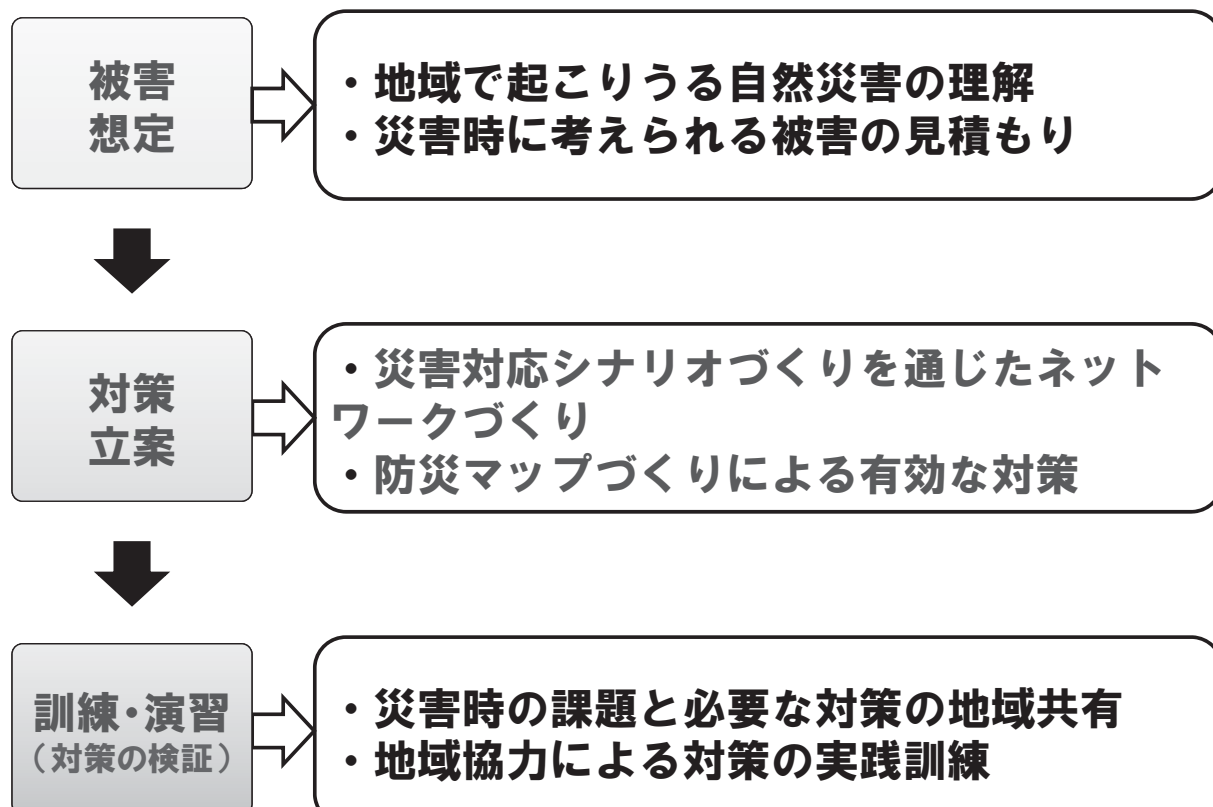 被害
想定
・地域で起こりうる自然災害の理解
・災害時に考えられる被害の見積もり
対策
立案
・災害対応シナリオづくりを通じたネット
ワークづくり
・防災マップづくりによる有効な対策
訓練・演習
（対策の検証）
・災害時の課題と必要な対策の地域共有
・地域協力による対策の実践訓練